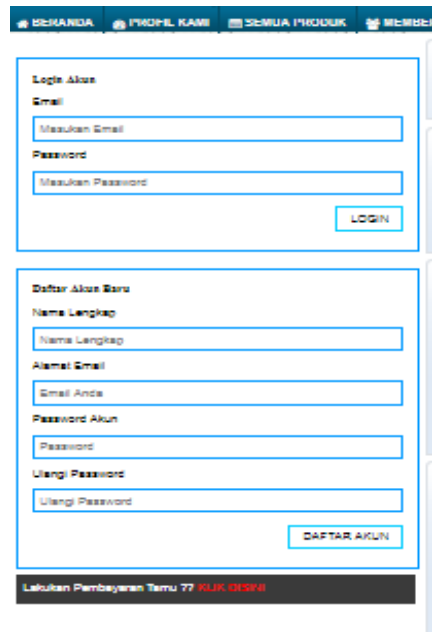 BERANDA PROFIL KAMI SEMUA PRODUK MEMBER
Login Akun
Email
Masukan Email
Password
Masukan Password
LOGIN
Daftar Akun Baru
Nama Lengkap
Nama Lengkap
Alamat Email
Email Anda
Password Akun
Password
Ulangi Password
Ulangi Password
DAFTAR AKUN
Lakukan Pembayaran Tamu ?? KLIK DISINI